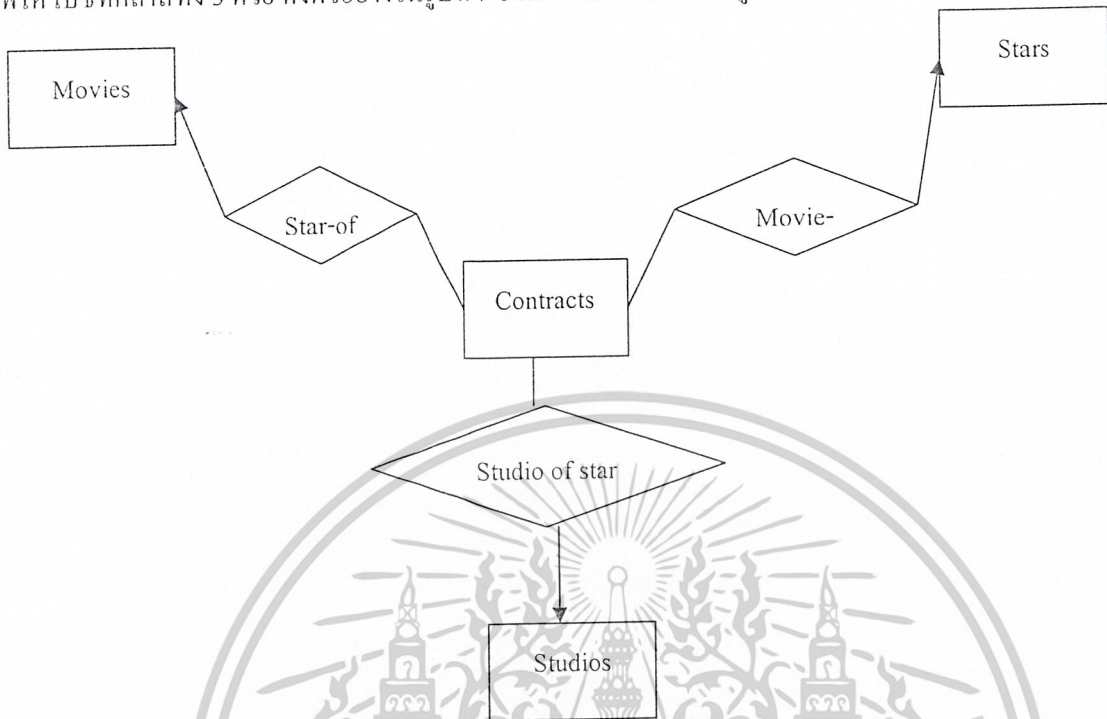 Stars
Movies
Star-of
Movie-
Contracts
Studio of star
Studios